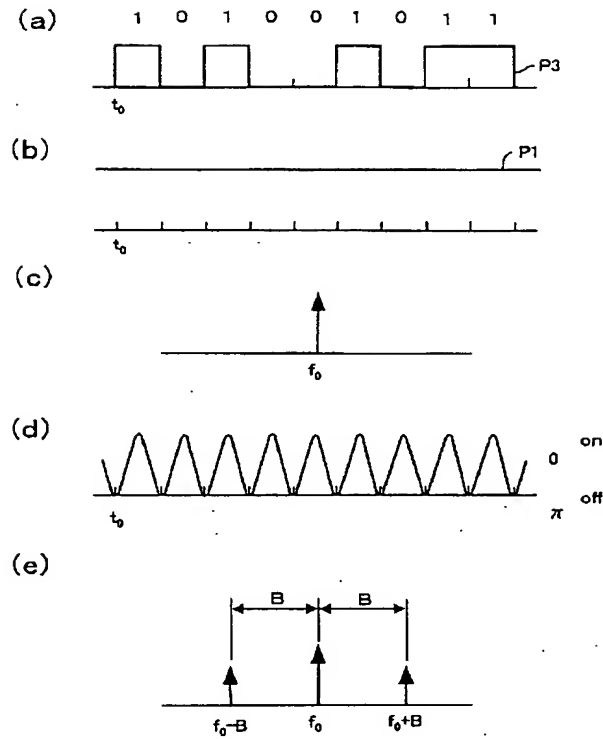 (a) 1 0 1 0 0 1 0 1 1
P3
t₀
(b)
P1
t₀
(c)
f₀
(d)
0 on
t₀ π off
(e)
B B
f₀−B f₀ f₀+B